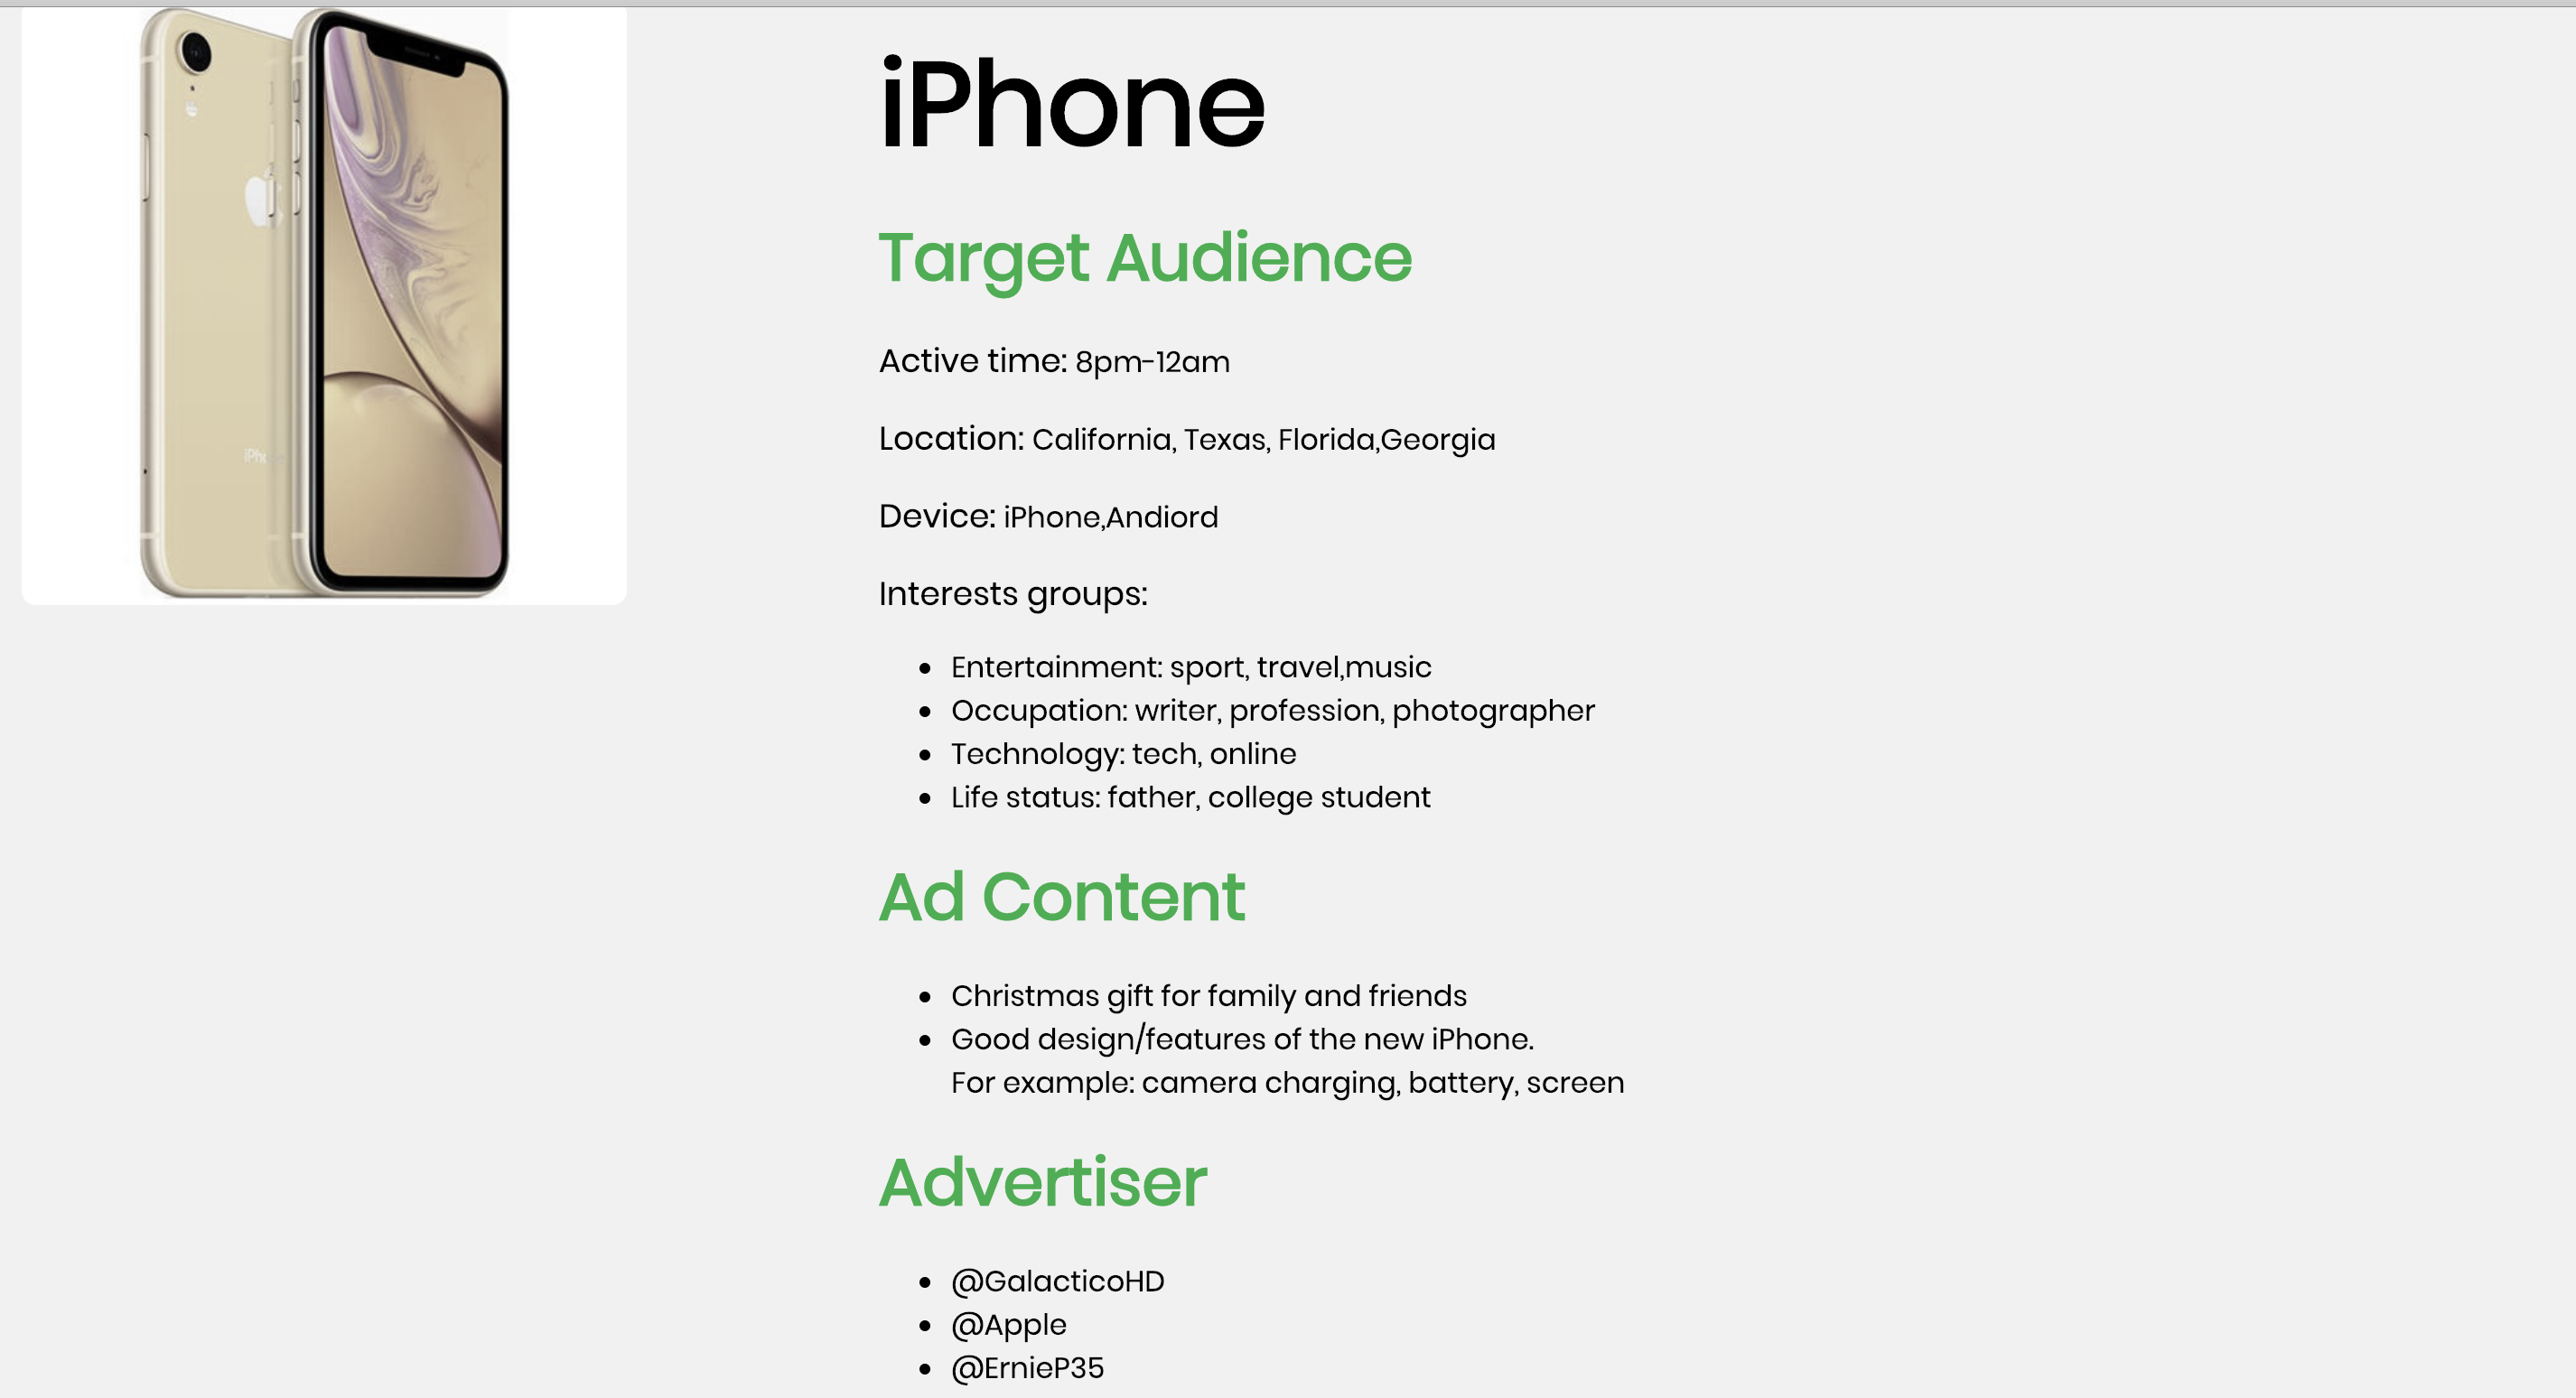 iPhone
Target Audience
Active time: 8pm-12am
Location: California, Texas, Florida,Georgia
Device: iPhone,Andiord
Interests groups:
Entertainment: sport, travel,music
Occupation: writer, profession, photographer
Technology: tech, online
Life status: father, college student
Ad Content
Christmas gift for family and friends
Good design/features of the new iPhone.
For example: camera charging, battery, screen
Advertiser
@GalacticoHD
@Apple
@ErnieP35